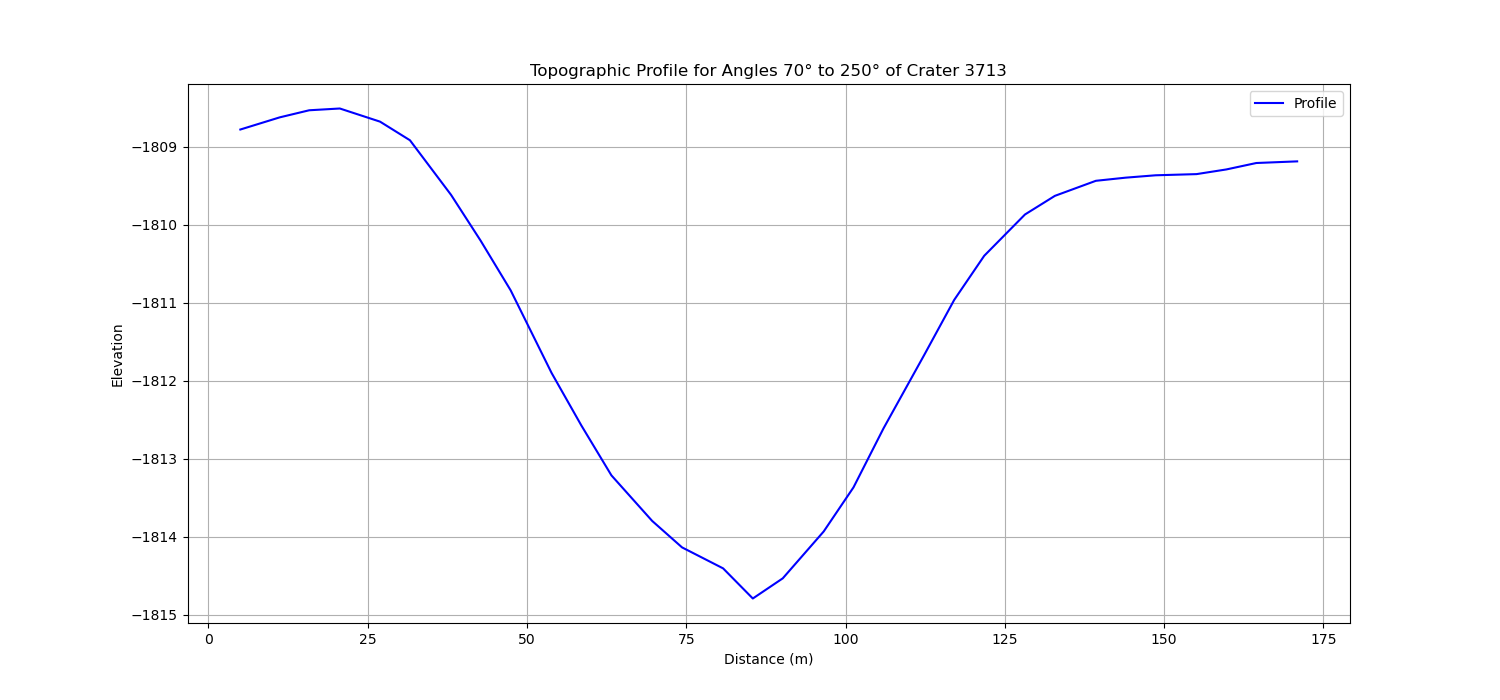 Topographic Profile for Angles 70° to 250° of Crater 3713
Profile
−1809
−1810
−1811
−1812
−1813
−1814
−1815
Elevation
0 25 50 75 100 125 150 175
Distance (m)